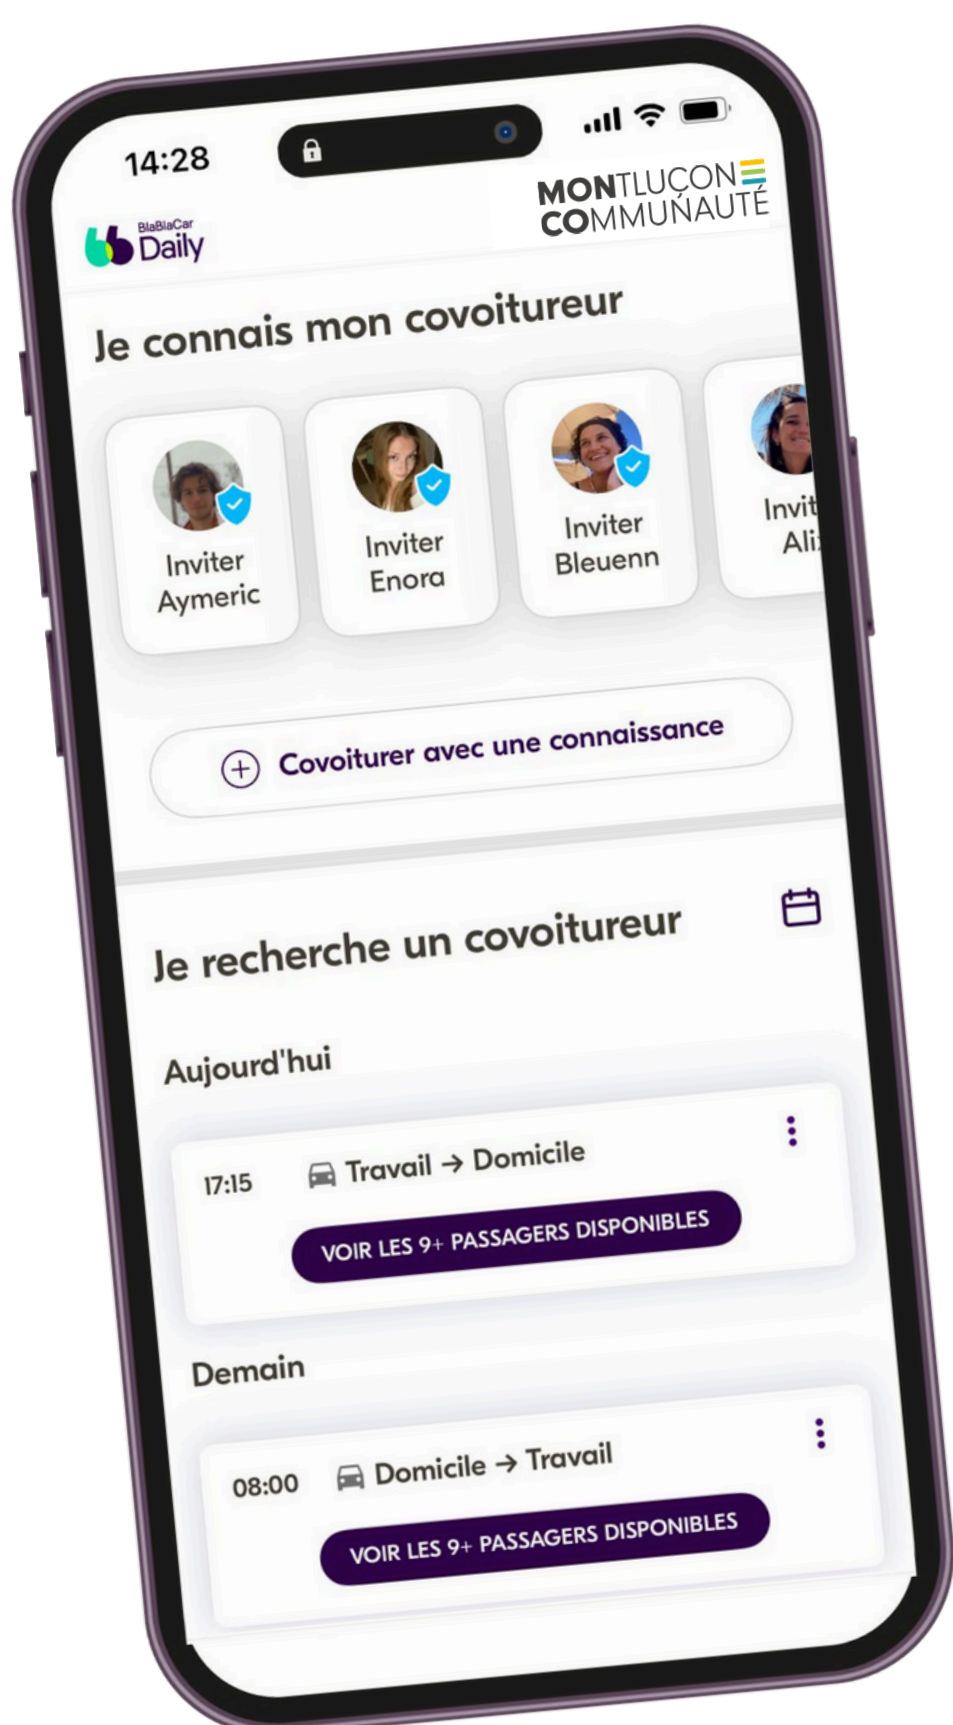 14:28
BlaBlaCar
Daily
MONTLUÇON
COMMUNAUTÉ
Je connais mon covoitureur
Inviter
Aymeric
Inviter
Enora
Inviter
Bleuenn
Invit
Ali
Covoiturer avec une connaissance
Je recherche un covoitureur
Aujourd'hui
17:15 Travail → Domicile
VOIR LES 9+ PASSAGERS DISPONIBLES
Demain
08:00 Domicile → Travail
VOIR LES 9+ PASSAGERS DISPONIBLES